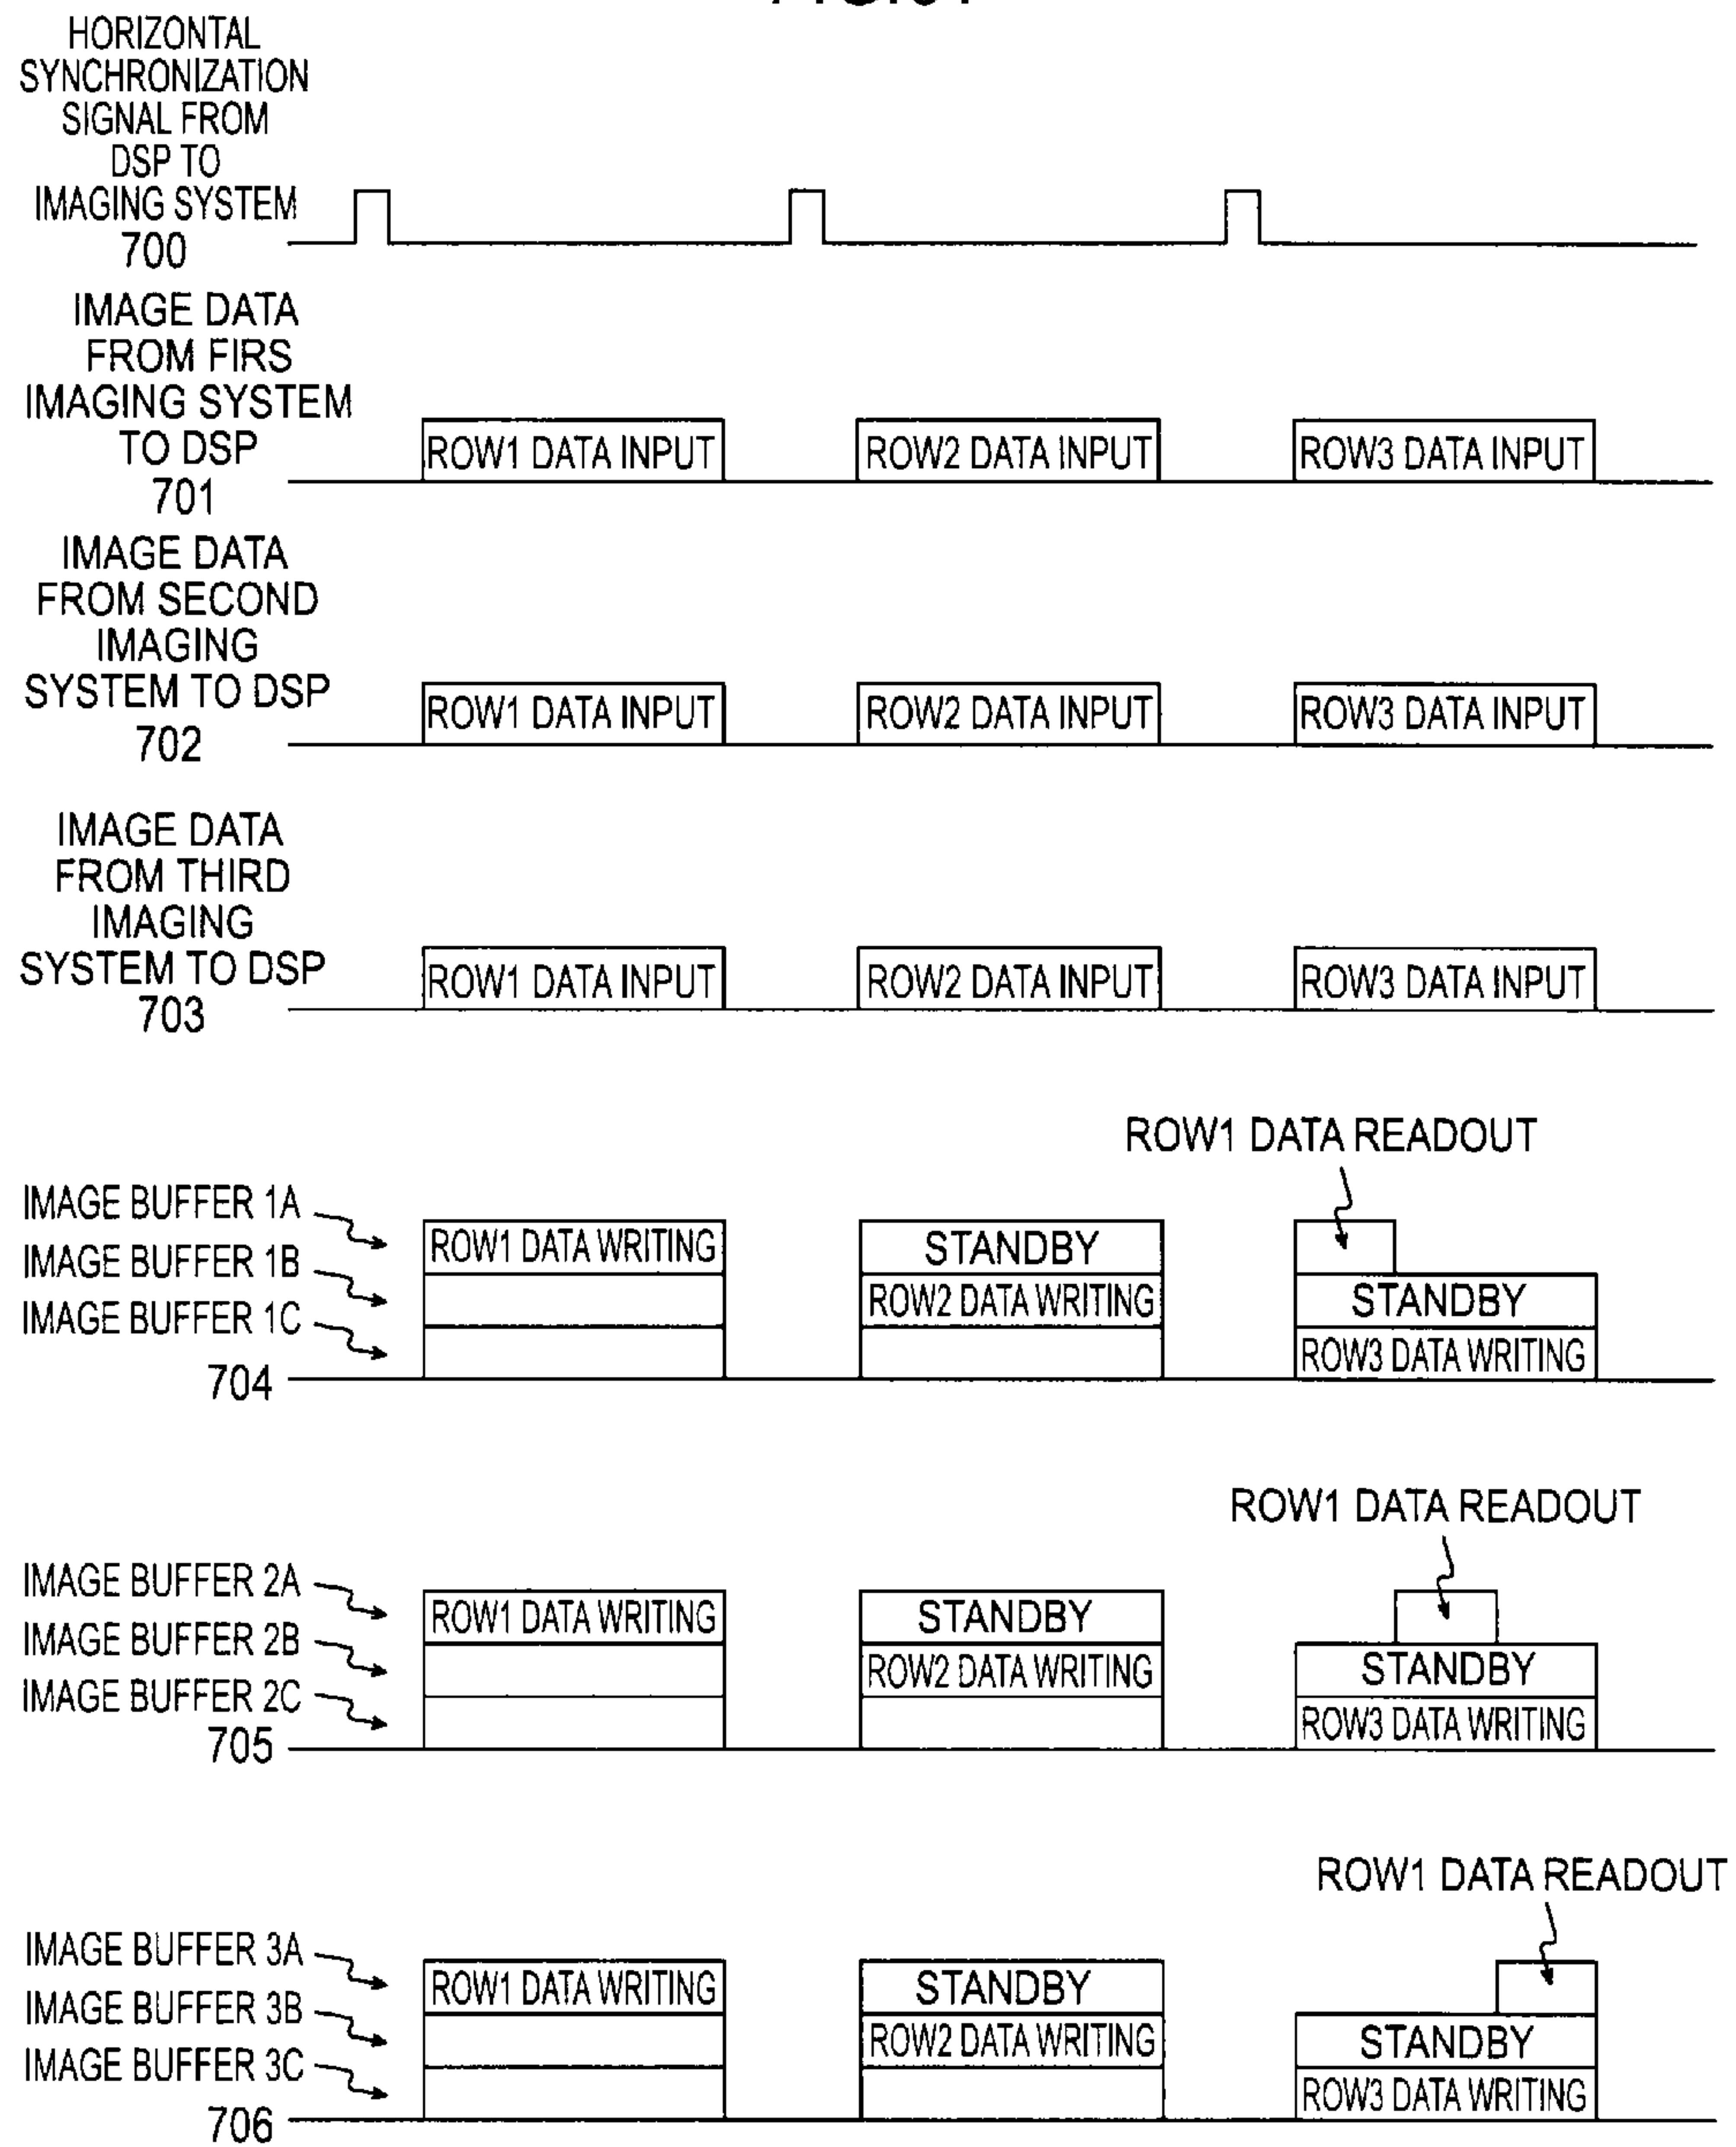 HORIZONTAL
SYNCHRONIZATION
SIGNAL FROM
DSP TO
IMAGING SYSTEM
700
IMAGE DATA
FROM FIRS
IMAGING SYSTEM
TO DSP
701
ROW1 DATA INPUT
ROW2 DATA INPUT
ROW3 DATA INPUT
IMAGE DATA
FROM SECOND
IMAGING
SYSTEM TO DSP
702
ROW1 DATA INPUT
ROW2 DATA INPUT
ROW3 DATA INPUT
IMAGE DATA
FROM THIRD
IMAGING
SYSTEM TO DSP
703
ROW1 DATA INPUT
ROW2 DATA INPUT
ROW3 DATA INPUT
ROW1 DATA READOUT
IMAGE BUFFER 1A
IMAGE BUFFER 1B
IMAGE BUFFER 1C
704
ROW1 DATA WRITING
STANDBY
ROW2 DATA WRITING
STANDBY
ROW3 DATA WRITING
ROW1 DATA READOUT
IMAGE BUFFER 2A
IMAGE BUFFER 2B
IMAGE BUFFER 2C
705
ROW1 DATA WRITING
STANDBY
ROW2 DATA WRITING
STANDBY
ROW3 DATA WRITING
ROW1 DATA READOUT
IMAGE BUFFER 3A
IMAGE BUFFER 3B
IMAGE BUFFER 3C
706
ROW1 DATA WRITING
STANDBY
ROW2 DATA WRITING
STANDBY
ROW3 DATA WRITING